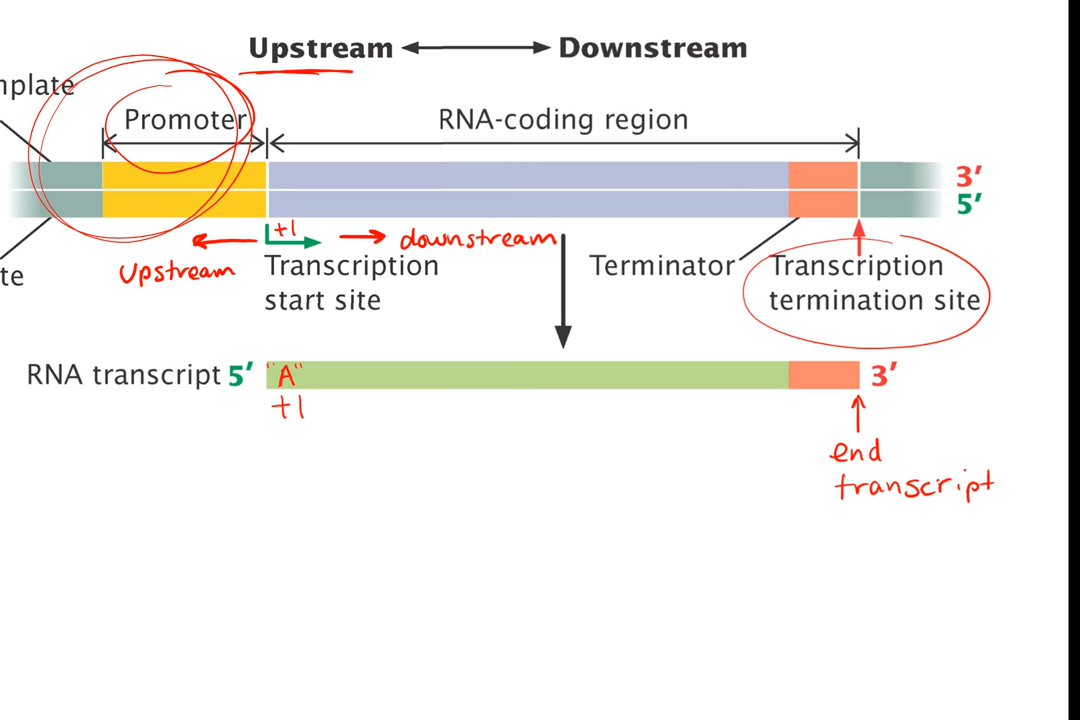 Upstream Downstream
nplate
Promoter RNA-coding region
3′
5′
+1 downstream
Upstream
te
Transcription
start site
Terminator
Transcription
termination site
RNA transcript 5′ "A" 3′
+1
end
transcript